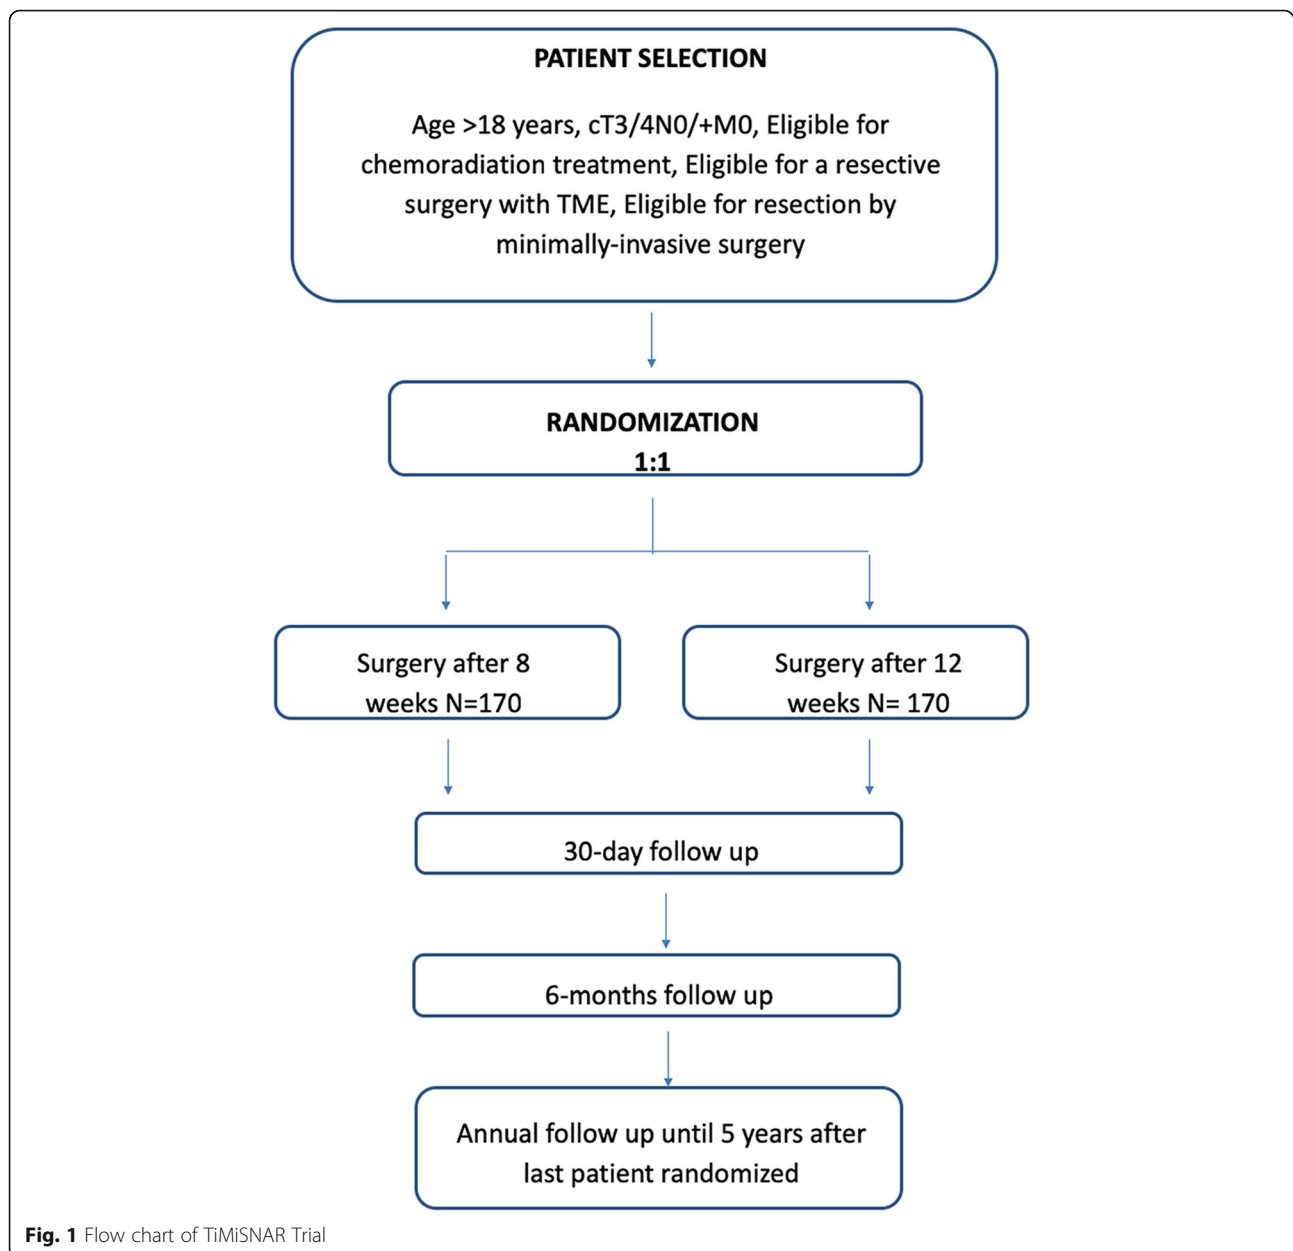 PATIENT SELECTION
Age >18 years, cT3/4N0/+M0, Eligible for
chemoradiation treatment, Eligible for a resective
surgery with TME, Eligible for resection by
minimally-invasive surgery
RANDOMIZATION
1:1
Surgery after 8
weeks N=170
Surgery after 12
weeks N= 170
30-day follow up
6-months follow up
Annual follow up until 5 years after
last patient randomized
Fig. 1 Flow chart of TiMiSNAR Trial